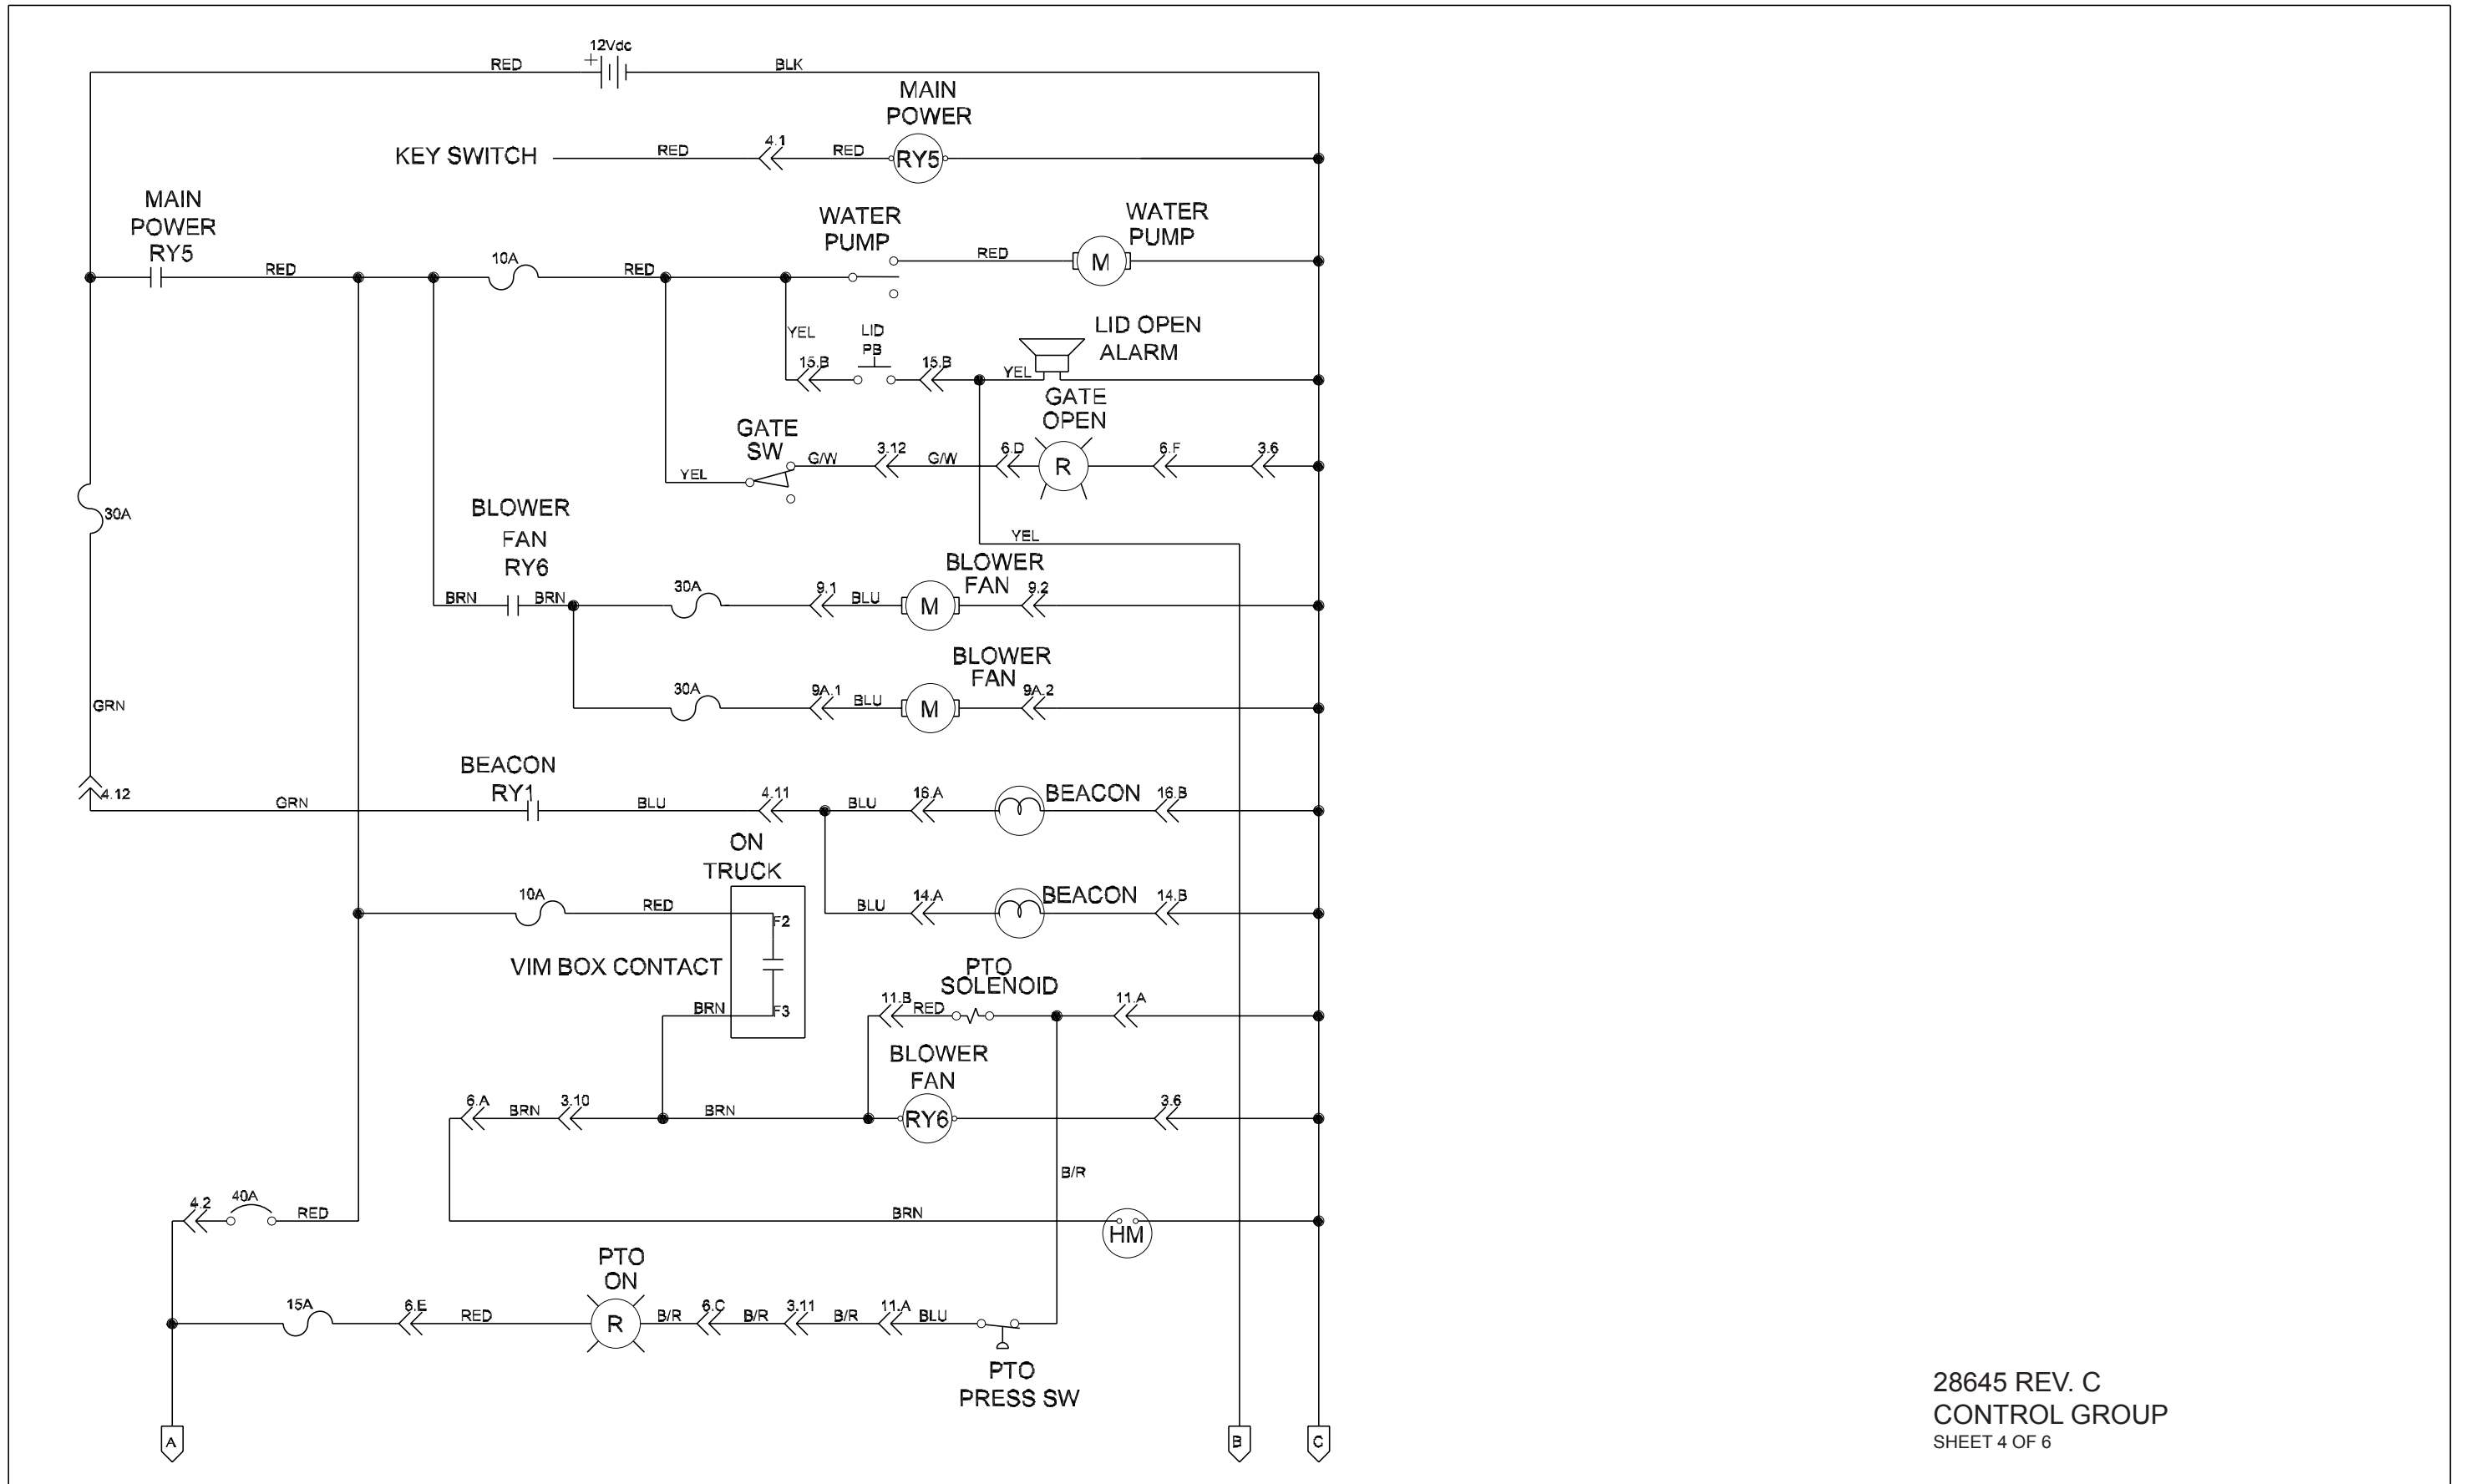 12Vdc
+
RED
BLK
MAIN
POWER
KEY SWITCH
RED
4.1
RED
RY5
MAIN
POWER
RY5
RED
10A
RED
WATER
PUMP
RED
WATER
PUMP
M
YEL
LID
PB
15.B
15.B
YEL
LID OPEN
ALARM
GATE
OPEN
GATE
SW
YEL
G/W
3.12
G/W
6.D
R
6.F
3.6
30A
YEL
BLOWER
FAN
RY6
BRN
BRN
30A
9.1
BLU
BLOWER
FAN
M
9.2
30A
9A.1
BLU
BLOWER
FAN
M
9A.2
GRN
4.12
GRN
BEACON
RY1
BLU
4.11
BLU
16.A
BEACON
16.B
BLU
14.A
BEACON
14.B
ON
TRUCK
10A
RED
F2
VIM BOX CONTACT
F3
BRN
11.B
RED
PTO
SOLENOID
11.A
6.A
BRN
3.10
BRN
BLOWER
FAN
RY6
3.6
B/R
4.2
40A
RED
BRN
HM
15A
6.E
RED
PTO
ON
R
B/R
6.C
B/R
3.11
B/R
11.A
BLU
PTO
PRESS SW
A
B
C
28645 REV. C
CONTROL GROUP
SHEET 4 OF 6